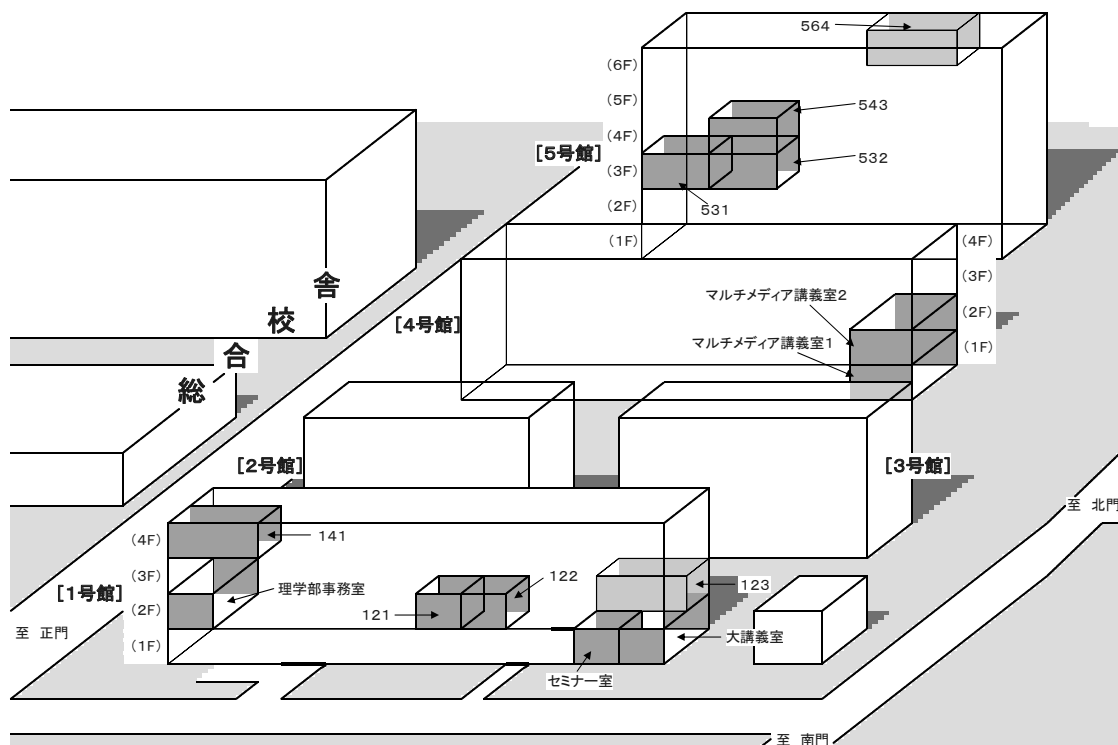 564
(6F)
(5F)
(4F)
(3F)
(2F)
(1F)
543
532
531
[5号館]
(4F)
(3F)
(2F)
(1F)
マルチメディア講義室2
マルチメディア講義室1
[4号館]
総合校舎
[2号館]
[3号館]
至 北門
(4F)
(3F)
(2F)
(1F)
141
[1号館]
理学部事務室
121
122
123
大講義室
セミナー室
至 正門
至 南門